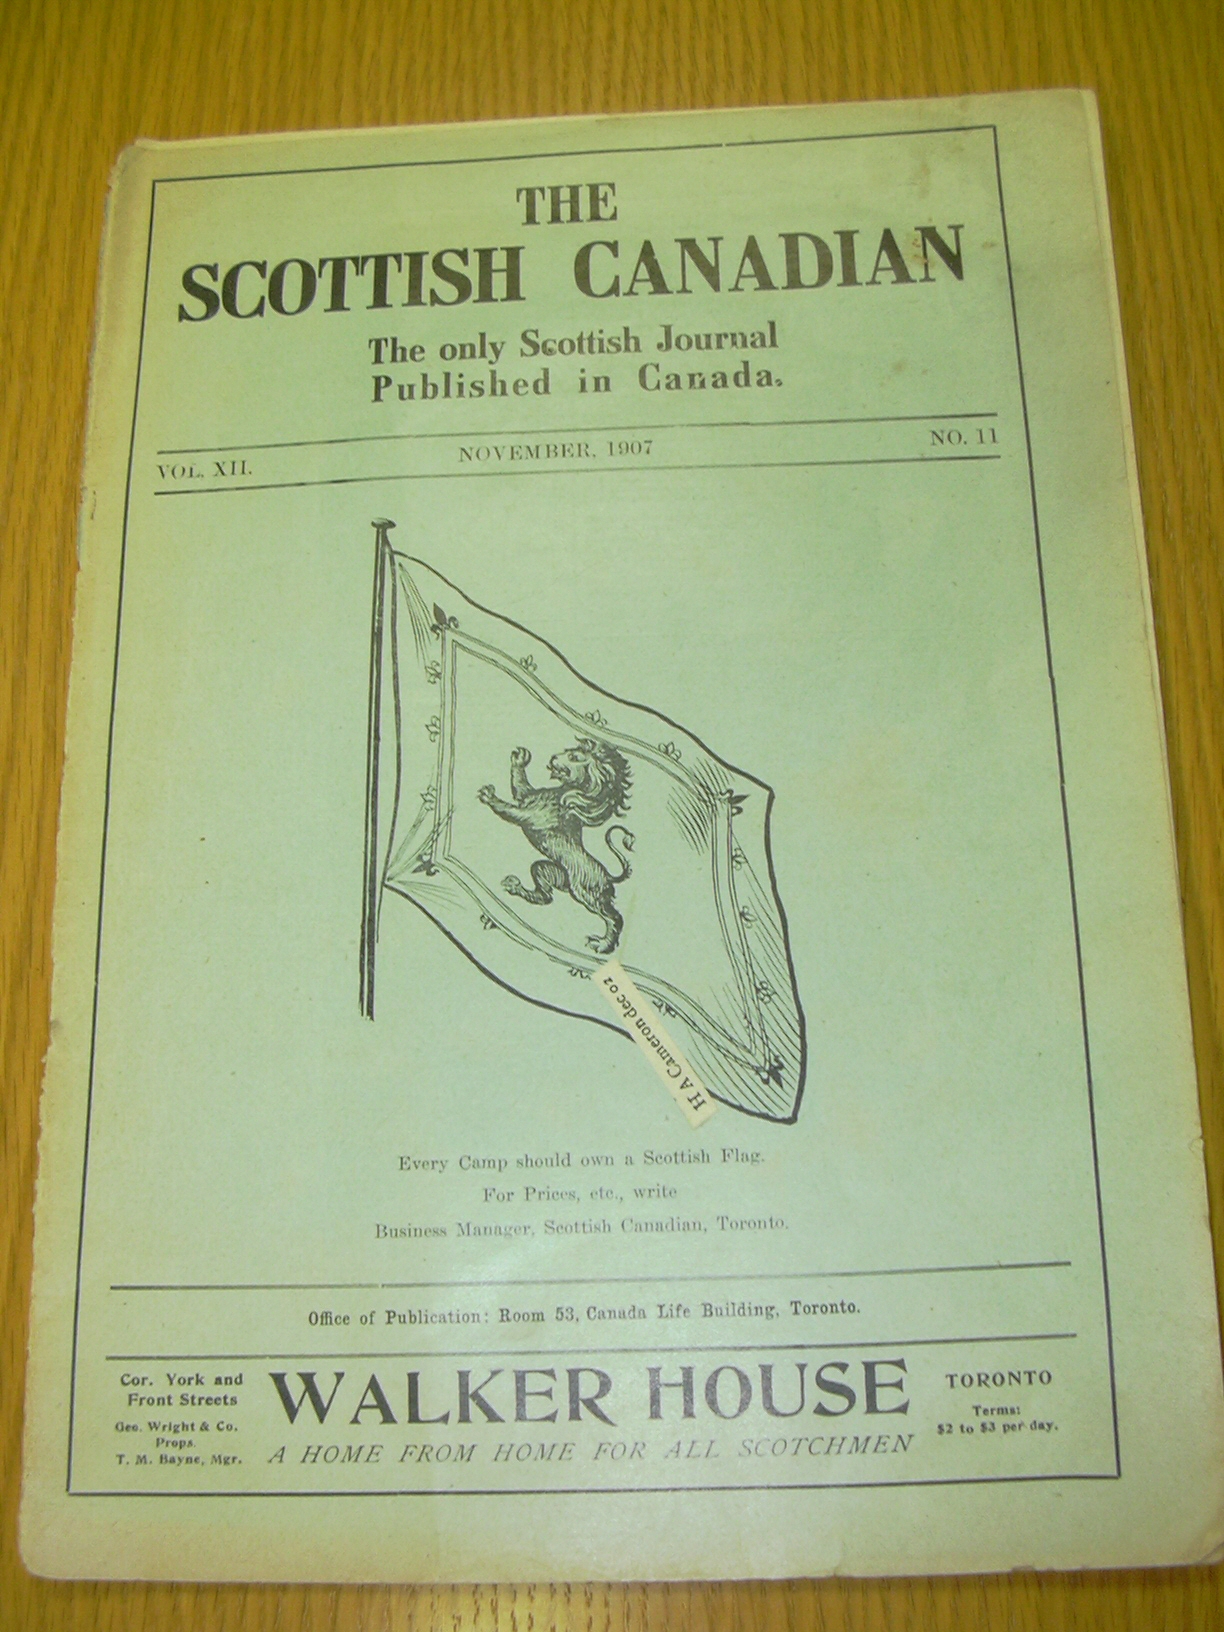 THE
SCOTTISH CANADIAN
The only Scottish Journal
Published in Canada.
VOL. XII. NOVEMBER, 1907 NO. 11
H A Cameron dec 02
Every Camp should own a Scottish Flag.
For Prices, etc., write
Business Manager, Scottish Canadian, Toronto.
Office of Publication: Room 53, Canada Life Building, Toronto.
Cor. York and
Front Streets
Geo. Wright & Co.
Props.
T. M. Bayne, Mgr.
WALKER HOUSE
A HOME FROM HOME FOR ALL SCOTCHMEN
TORONTO
Terms:
$2 to $3 per day.